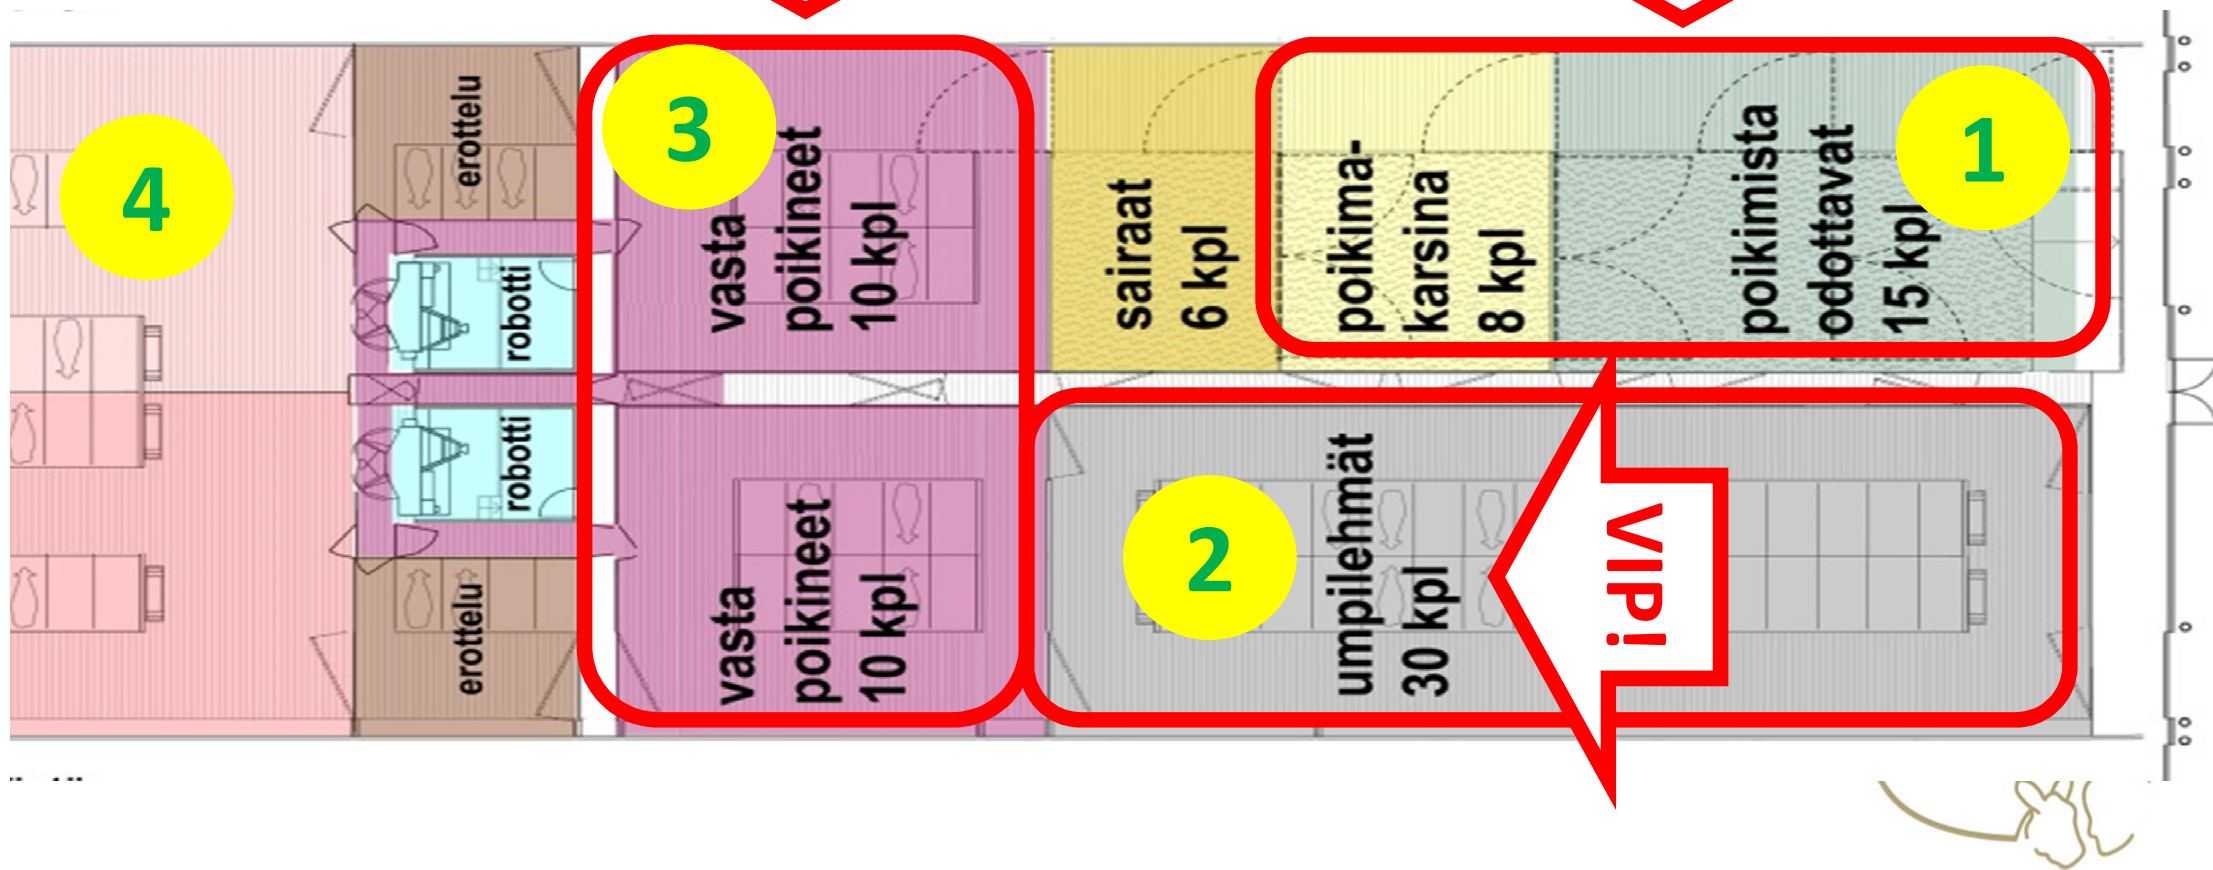 4
erottelu
robotti
robotti
erottelu
3
vasta
poikineet
10 kpl
vasta
poikineet
10 kpl
sairaat
6 kpl
poikima-
karsina
8 kpl
1
poikimista
odottavat
15 kpl
2
umpilehmät
30 kpl
VIP!